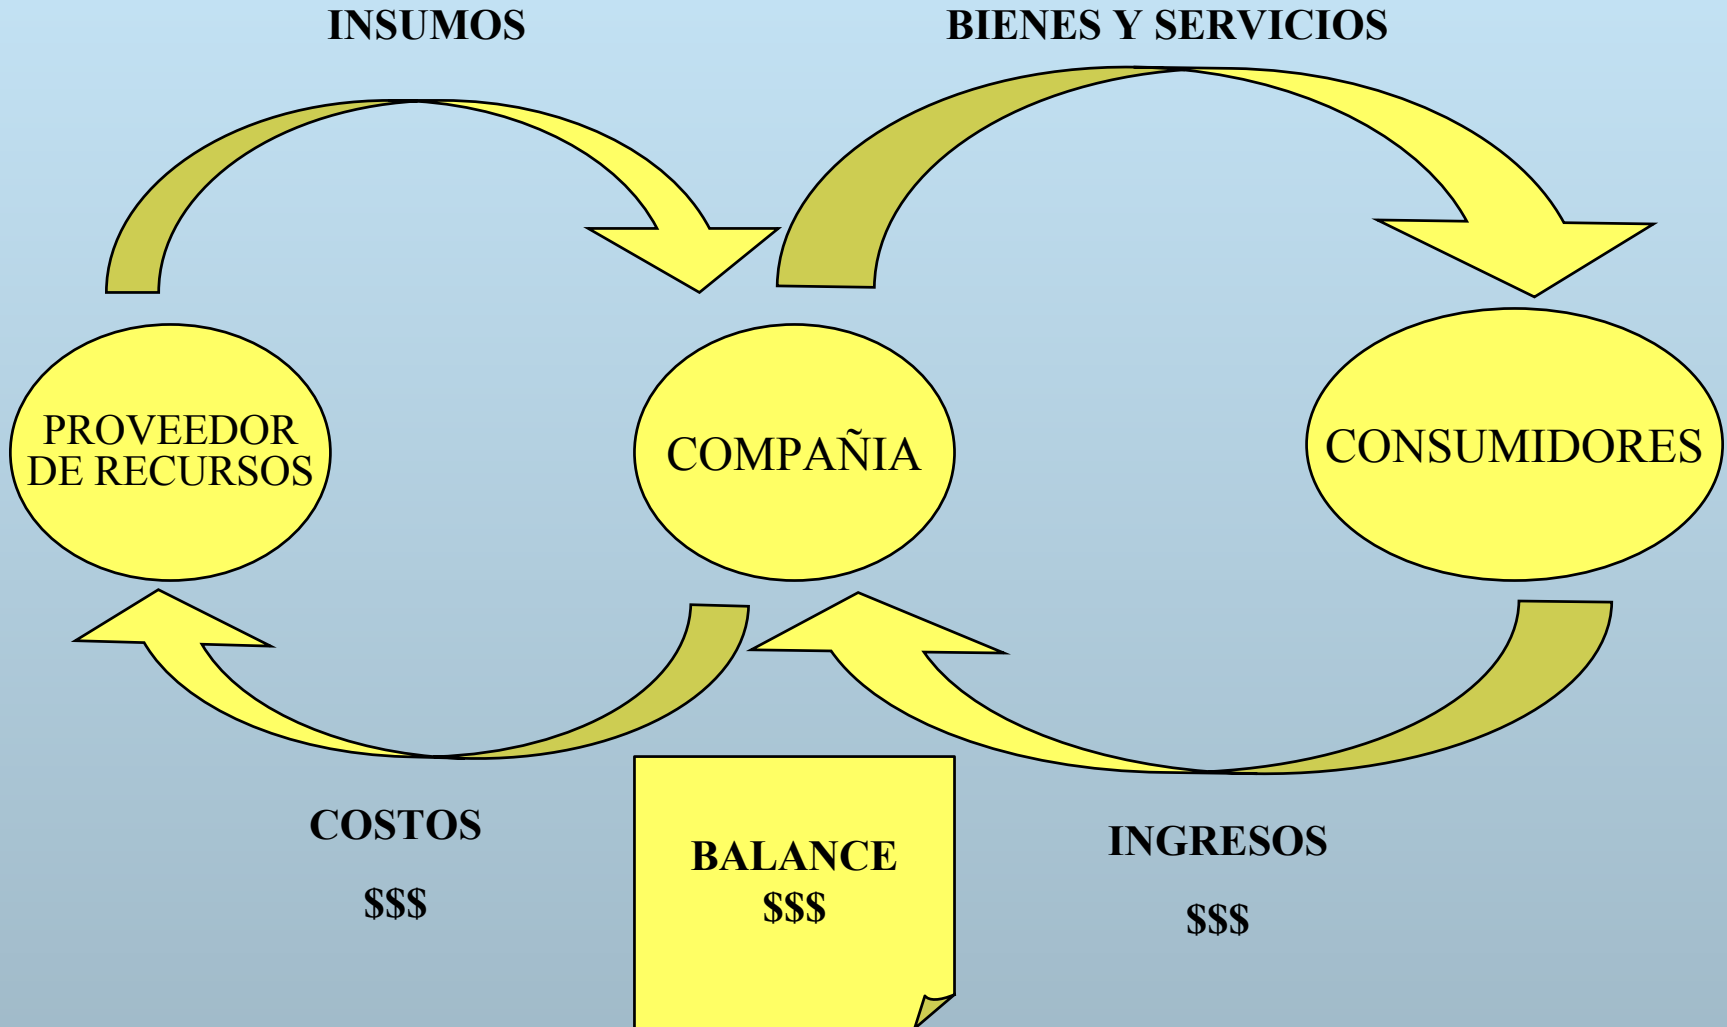 INSUMOS
BIENES Y SERVICIOS
PROVEEDOR
DE RECURSOS
COMPAÑIA
CONSUMIDORES
COSTOS
$$$
BALANCE
$$$
INGRESOS
$$$